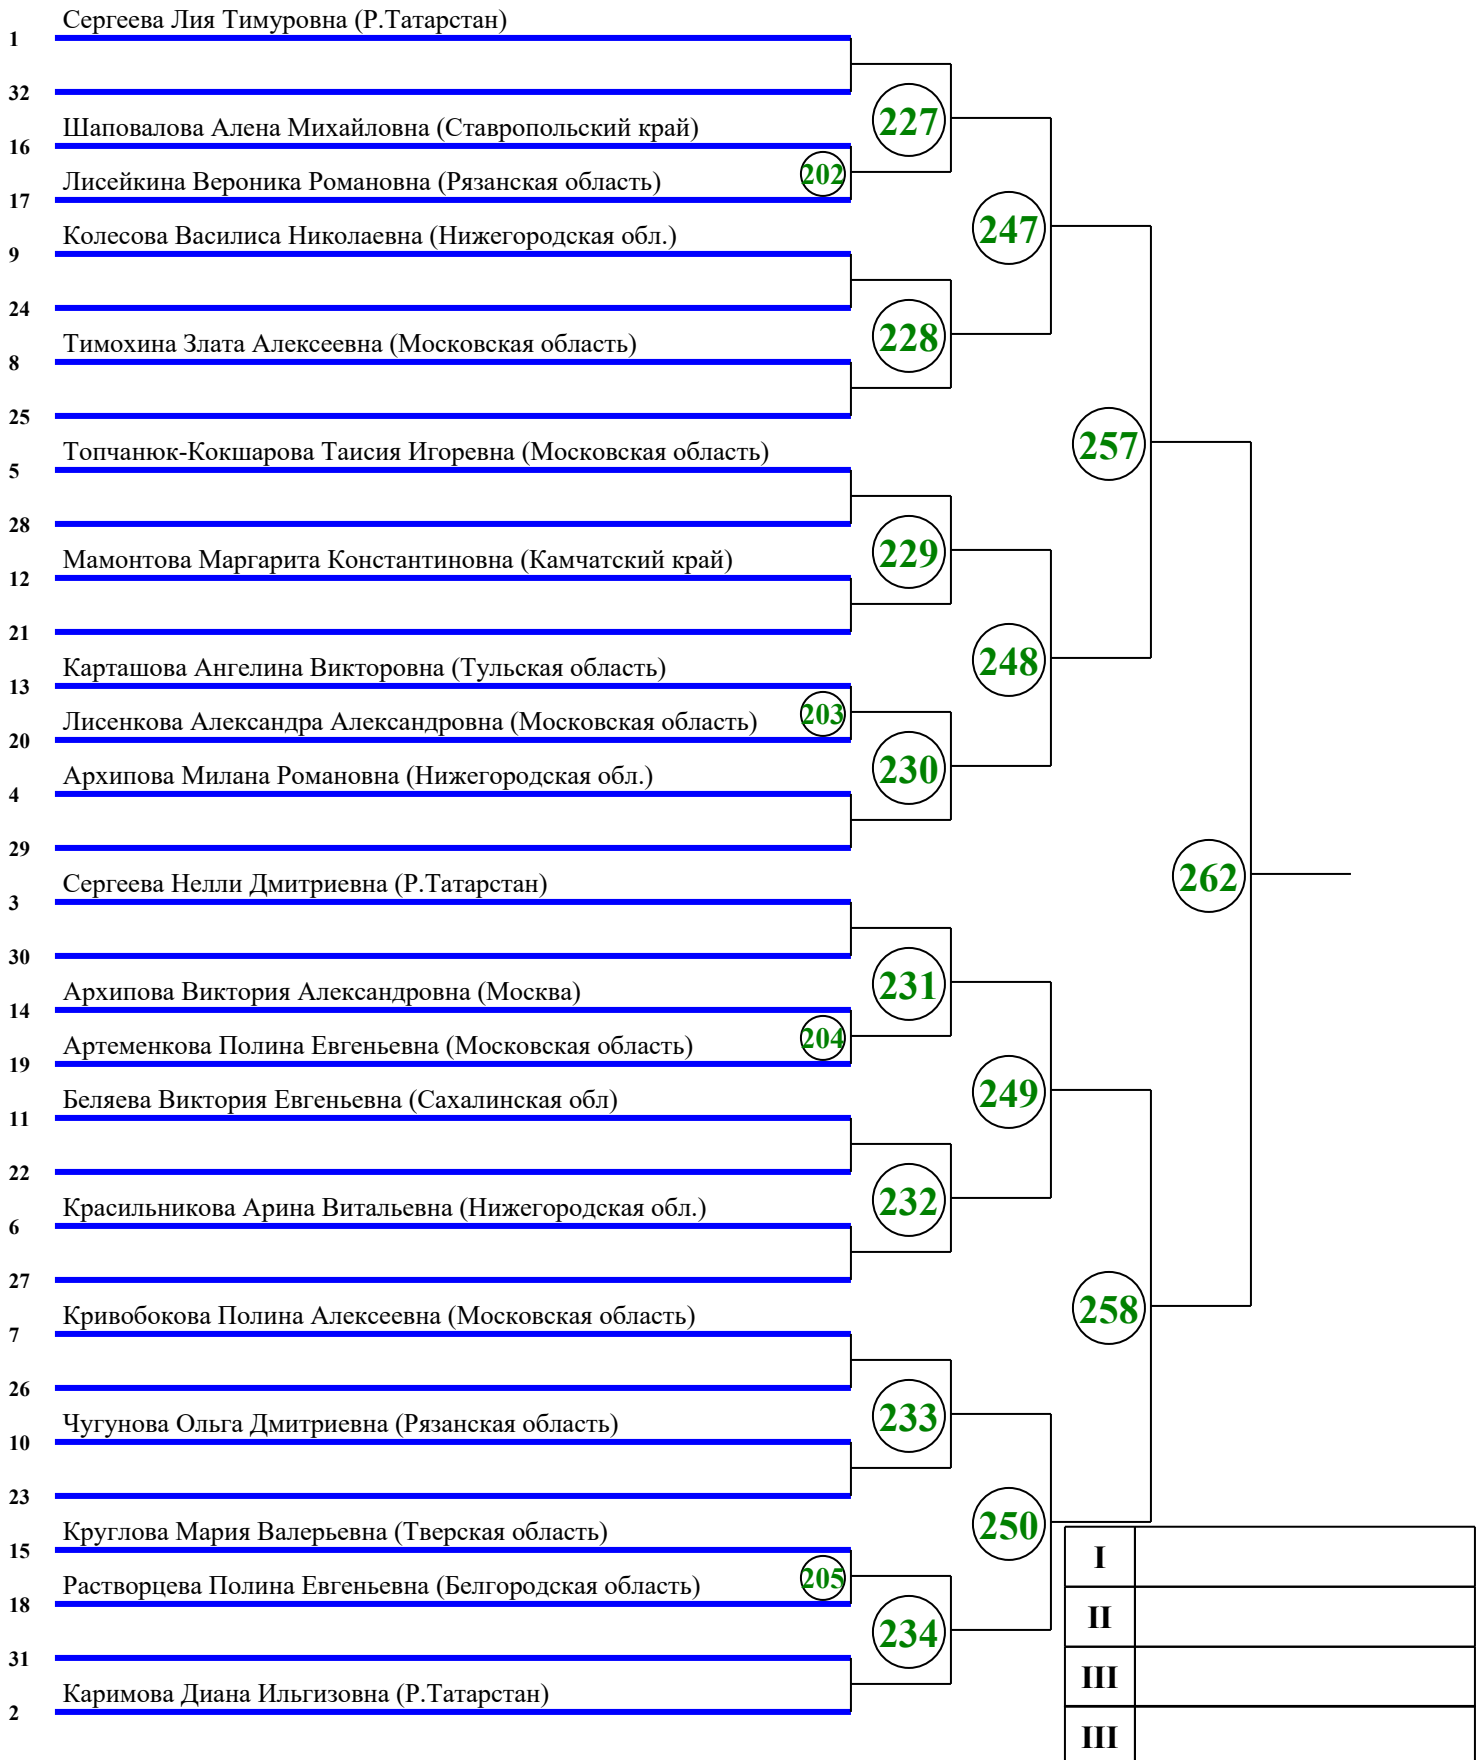 Сергеева Лия Тимуровна (Р.Татарстан)
1
32
227
Шаповалова Алена Михайловна (Ставропольский край)
16
202
Лисейкина Вероника Романовна (Рязанская область)
17
247
Колесова Василиса Николаевна (Нижегородская обл.)
9
24
228
Тимохина Злата Алексеевна (Московская область)
8
25
257
Топчанюк-Кокшарова Таисия Игоревна (Московская область)
5
28
229
Мамонтова Маргарита Константиновна (Камчатский край)
12
21
248
Карташова Ангелина Викторовна (Тульская область)
13
203
Лисенкова Александра Александровна (Московская область)
20
230
Архипова Милана Романовна (Нижегородская обл.)
4
29
262
Сергеева Нелли Дмитриевна (Р.Татарстан)
3
30
231
Архипова Виктория Александровна (Москва)
14
204
Артеменкова Полина Евгеньевна (Московская область)
19
249
Беляева Виктория Евгеньевна (Сахалинская обл)
11
22
232
Красильникова Арина Витальевна (Нижегородская обл.)
6
27
258
Кривобокова Полина Алексеевна (Московская область)
7
26
233
Чугунова Ольга Дмитриевна (Рязанская область)
10
23
250
Круглова Мария Валерьевна (Тверская область)
15
I
205
Растворцева Полина Евгеньевна (Белгородская область)
18
II
234
31
III
Каримова Диана Ильгизовна (Р.Татарстан)
2
III